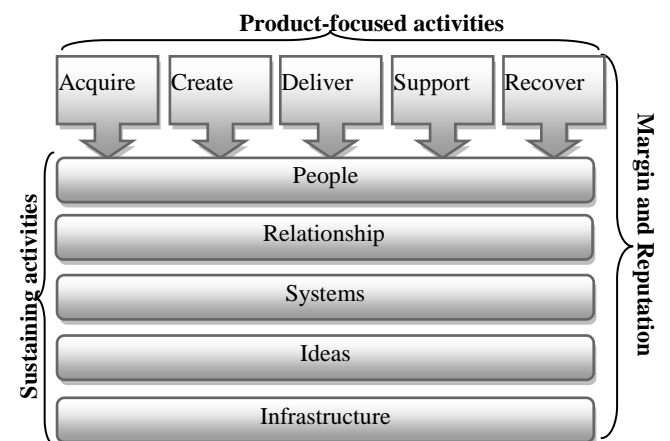 Product-focused activities
Acquire
Create
Deliver
Support
Recover
People
Relationship
Systems
Ideas
Infrastructure
Sustaining activities
Margin and Reputation